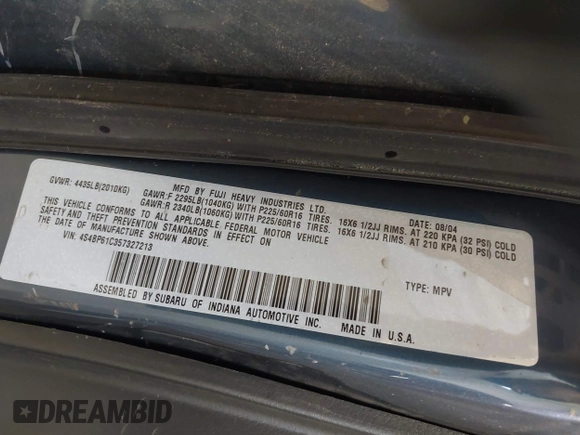 MFD BY FUJI HEAVY INDUSTRIES LTD. DATE: 08/04
GVWR: 4435LB(2010KG) GAWR:F 2295LB(1040KG) WITH P225/60R16 TIRES. 16X6 1/2JJ RIMS. AT 220 KPA (32 PSI) COLD
GAWR:R 2340LB(1060KG) WITH P225/60R16 TIRES. 16X6 1/2JJ RIMS. AT 210 KPA (30 PSI) COLD
THIS VEHICLE CONFORMS TO ALL APPLICABLE. FEDERAL MOTOR VEHICLE
SAFETY AND THEFT PREVENTION STANDARDS IN EFFECT ON
THE DATE OF MANUFACTURE SHOWN ABOVE.
VIN: 4S4BP61C357327213 TYPE: MPV
ASSEMBLED BY SUBARU OF INDIANA AUTOMOTIVE INC. MADE IN U.S.A.
DREAMBID